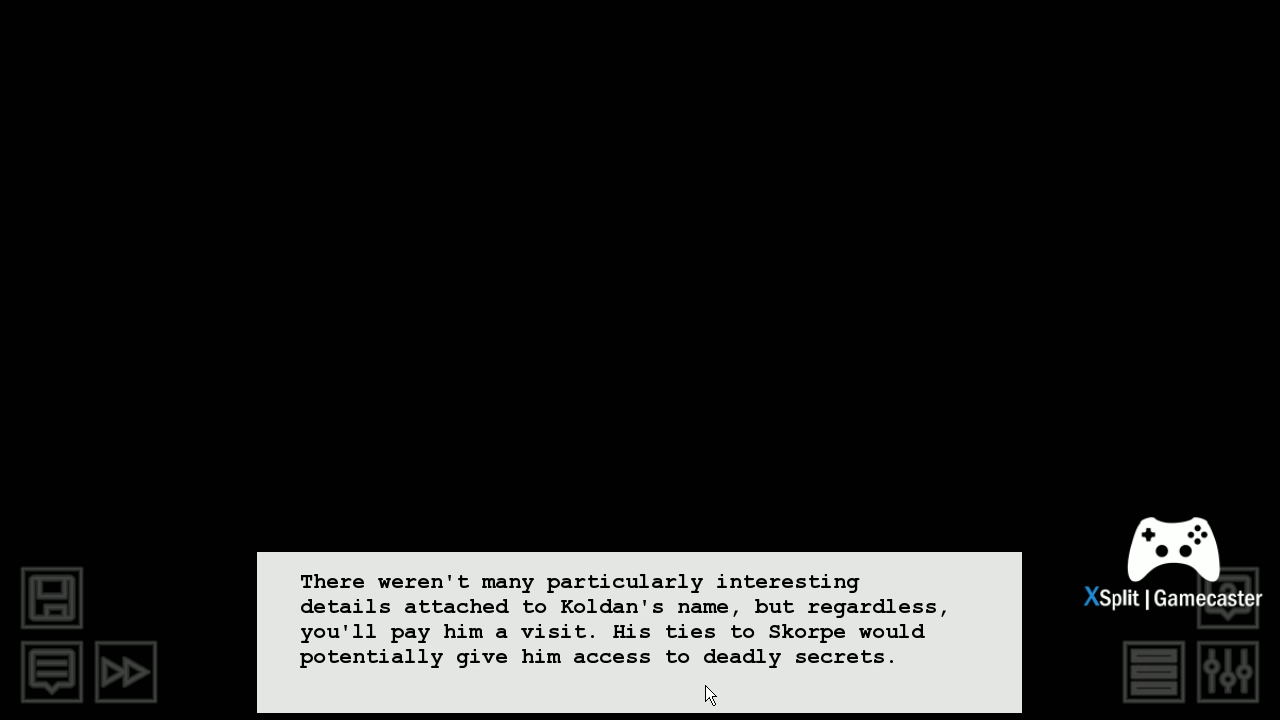 There weren't many particularly interesting
details attached to Koldan's name, but regardless,
you'll pay him a visit. His ties to Skorpe would
potentially give him access to deadly secrets.
XSplit | Gamecaster